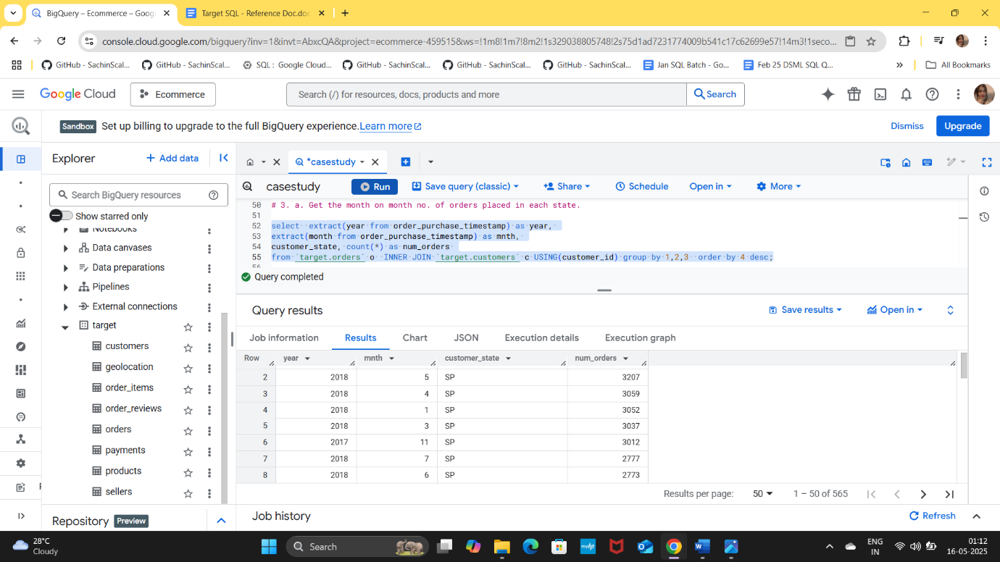 BigQuery – Ecommerce – Goog
Target SQL - Reference Doc.doc
console.cloud.google.com/bigquery?inv=1&invt=AbxcQA&project=ecommerce-459515&ws=!1m8!1m7!8m2!1s329038805748!2s75d1ad7231774009b541c17c62699e57!14m3!1seco...
GitHub - SachinScal...
GitHub - SachinScal...
SQL : Google Cloud...
GitHub - SachinScal...
GitHub - SachinScal...
GitHub - SachinScal...
Jan SQL Batch - Go...
Feb 25 DSML SQL Q...
All Bookmarks
Google Cloud
Ecommerce
Search (/) for resources, docs, products and more
Search
Sandbox Set up billing to upgrade to the full BigQuery experience. Learn more
Dismiss
Upgrade
Explorer
+ Add data
*casestudy
Search BigQuery resources
Show starred only
Notebooks
Data canvases
Data preparations
Pipelines
External connections
target
customers
geolocation
order_items
order_reviews
orders
payments
products
sellers
Repository Preview
casestudy
Run
Save query (classic)
Share
Schedule
Open in
More
50 # 3. a. Get the month on month no. of orders placed in each state.
51
52 select extract(year from order_purchase_timestamp) as year,
53 extract(month from order_purchase_timestamp) as mnth,
54 customer_state, count(*) as num_orders
55 from `target.orders` o INNER JOIN `target.customers` c USING(customer_id) group by 1,2,3 order by 4 desc;
56
Query completed
Query results
Save results
Open in
Job information Results Chart JSON Execution details Execution graph
Row year mnth customer_state num_orders
2 2018 5 SP 3207
3 2018 4 SP 3059
4 2018 1 SP 3052
5 2018 3 SP 3037
6 2017 11 SP 3012
7 2018 7 SP 2777
8 2018 6 SP 2773
Results per page: 50 1 – 50 of 565
Job history
Refresh
28°C
Cloudy
Search
myhp
ENG
IN
01:12
16-05-2025